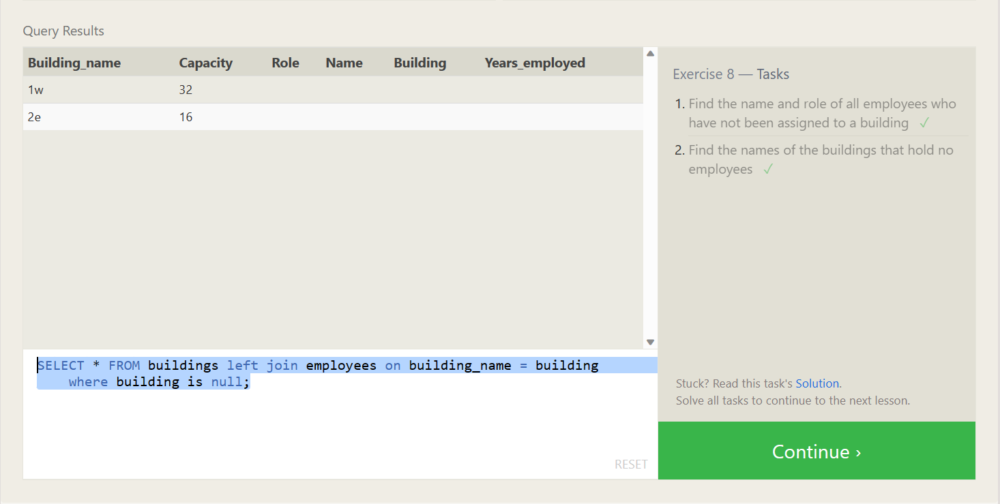 Query Results
Building_name Capacity Role Name Building Years_employed
1w 32
2e 16
SELECT * FROM buildings left join employees on building_name = building
where building is null;
RESET
Exercise 8 — Tasks
1. Find the name and role of all employees who
have not been assigned to a building ✓
2. Find the names of the buildings that hold no
employees ✓
Stuck? Read this task's Solution.
Solve all tasks to continue to the next lesson.
Continue ›